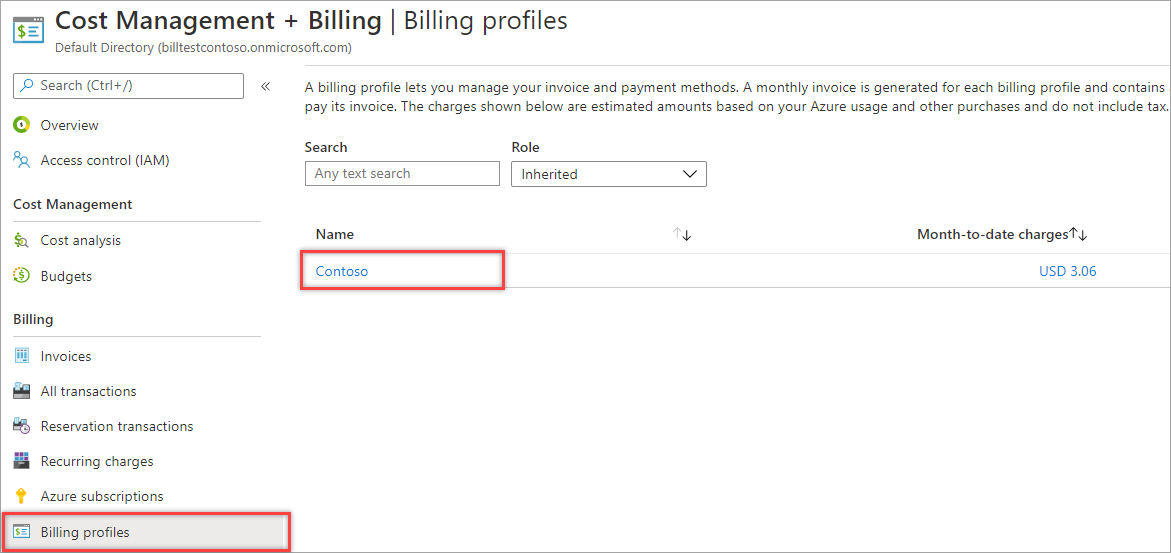 Cost Management + Billing | Billing profiles
Default Directory (billtestcontoso.onmicrosoft.com)
Search (Ctrl+/)
«
Overview
Access control (IAM)
Cost Management
Cost analysis
Budgets
Billing
Invoices
All transactions
Reservation transactions
Recurring charges
Azure subscriptions
Billing profiles
A billing profile lets you manage your invoice and payment methods. A monthly invoice is generated for each billing profile and contains
pay its invoice. The charges shown below are estimated amounts based on your Azure usage and other purchases and do not include tax.
Search
Role
Any text search
Inherited
Name ↑↓ Month-to-date charges↑↓
Contoso USD 3.06